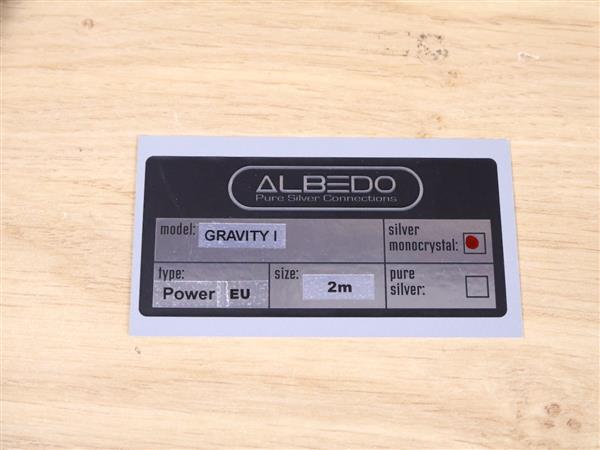 ALBEDO
Pure Silver Connections
model: GRAVITY I
silver
monocrystal:
type: Power EU
size: 2m
pure
silver: